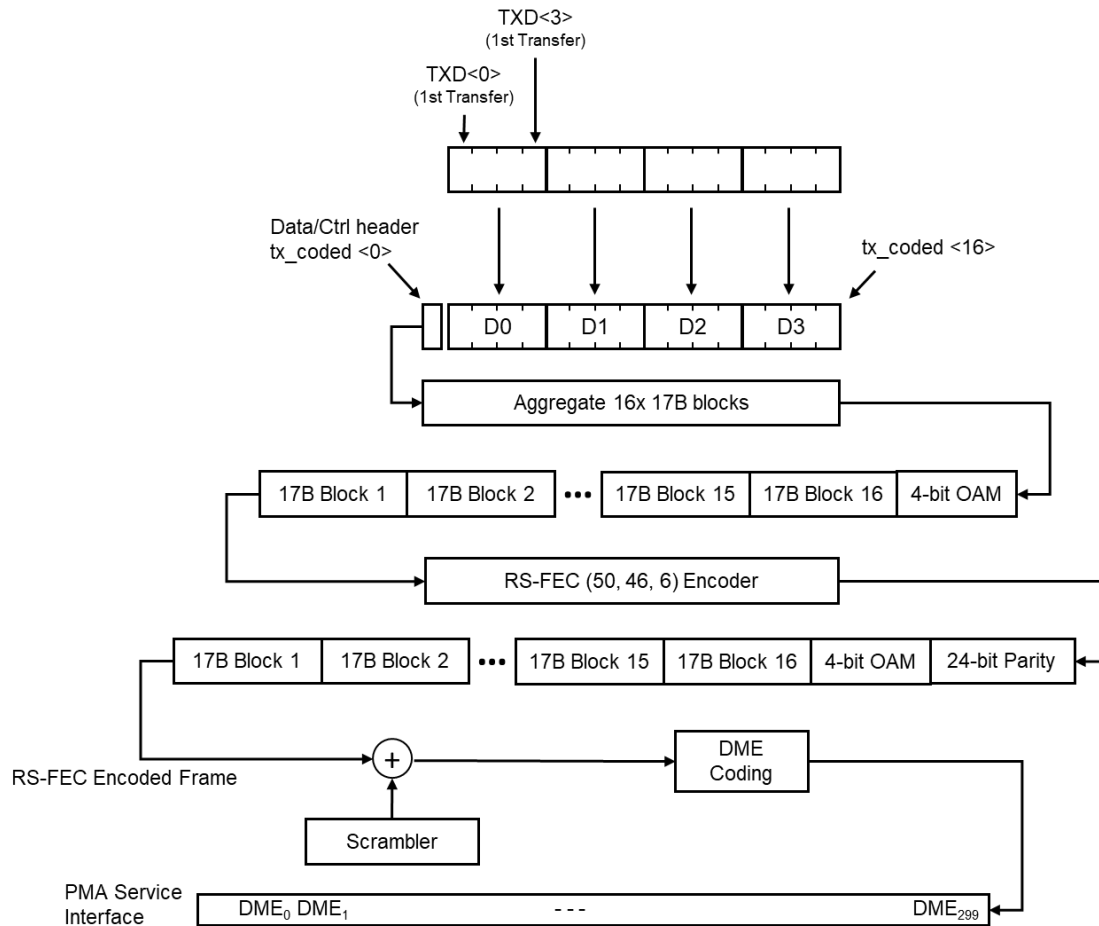 TXD<3>
(1st Transfer)
TXD<0>
(1st Transfer)
Data/Ctrl header
tx_coded <0>
tx_coded <16>
D0 D1 D2 D3
Aggregate 16x 17B blocks
17B Block 1 17B Block 2 ••• 17B Block 15 17B Block 16 4-bit OAM
RS-FEC (50, 46, 6) Encoder
17B Block 1 17B Block 2 ••• 17B Block 15 17B Block 16 4-bit OAM 24-bit Parity
DME
Coding
+
RS-FEC Encoded Frame
Scrambler
PMA Service
Interface
DME₀ DME₁ - - - DME₂₉₉